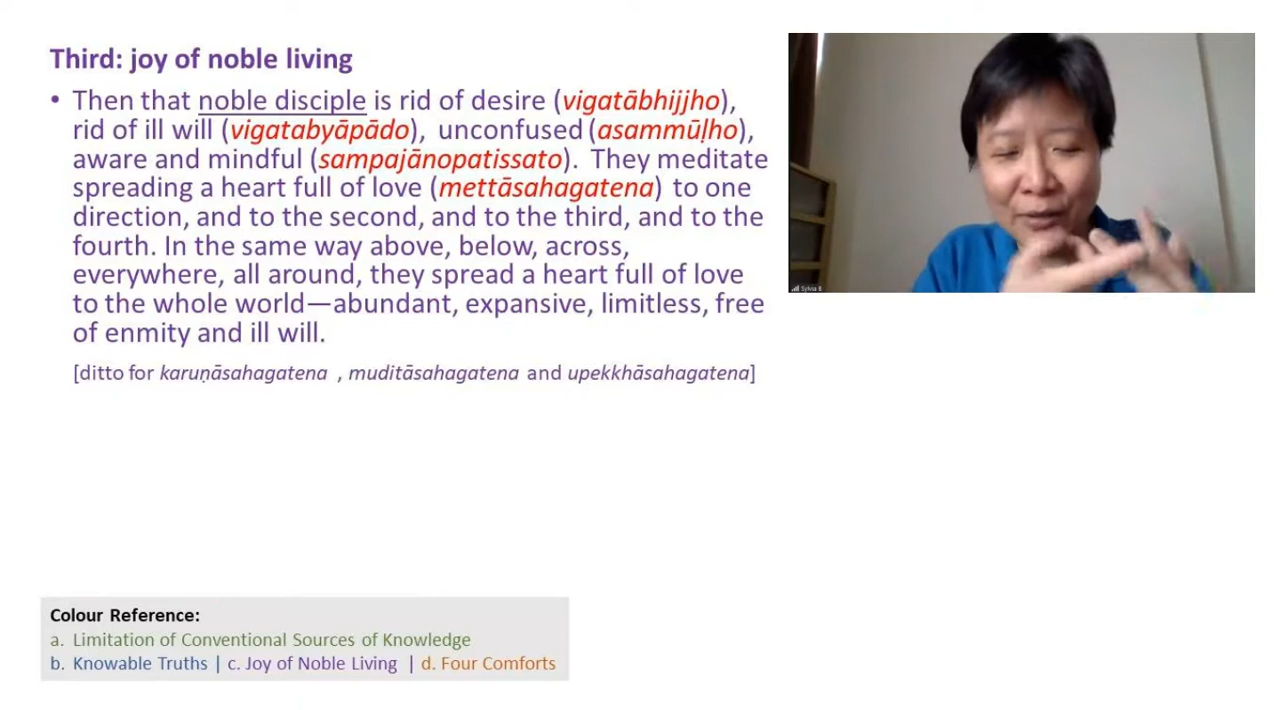 Third: joy of noble living
• Then that noble disciple is rid of desire (vigatābhijjho),
rid of ill will (vigatabyāpādo), unconfused (asammūḷho),
aware and mindful (sampajānopatissato). They meditate
spreading a heart full of love (mettāsahagatena) to one
direction, and to the second, and to the third, and to the
fourth. In the same way above, below, across,
everywhere, all around, they spread a heart full of love
to the whole world—abundant, expansive, limitless, free
of enmity and ill will.
[ditto for karuṇāsahagatena , muditāsahagatena and upekkhāsahagatena]
Sylvia B
Colour Reference:
a. Limitation of Conventional Sources of Knowledge
b. Knowable Truths | c. Joy of Noble Living | d. Four Comforts